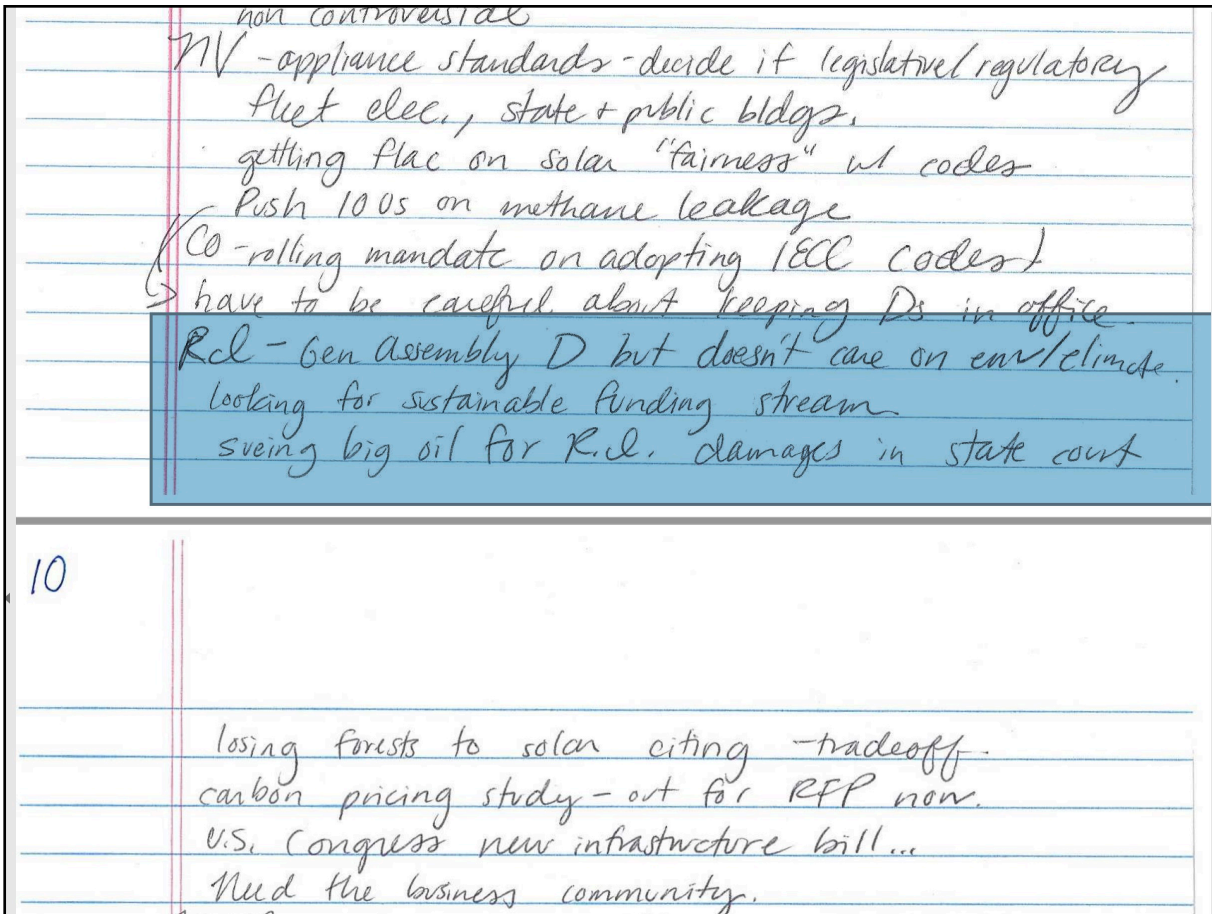 non controversial
NV - appliance standards - decide if legislative/regulatory
fleet elec., state + public bldgs.
gettling flac on solar "fairness" w/ codes
Push 100s on methane leakage
(CO - rolling mandate on adopting IECC codes)
→ have to be careful about keeping Ds in office.
R.I. - Gen Assembly D but doesn't care on env/climate.
looking for sustainable funding stream
sueing big oil for R.I. damages in state court
10
losing forests to solar citing - tradeoff.
carbon pricing study - out for RFP now.
U.S. Congress new infrastructure bill...
Need the business community.